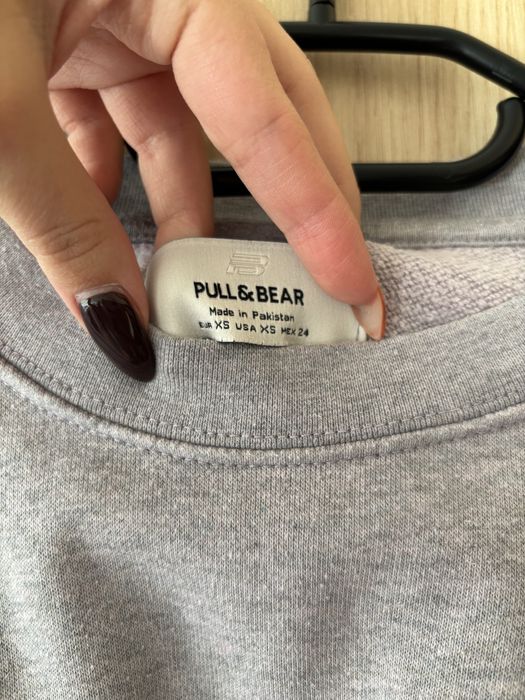 PULL&BEAR
Made in Pakistan
EUR XS USA XS MEX 24